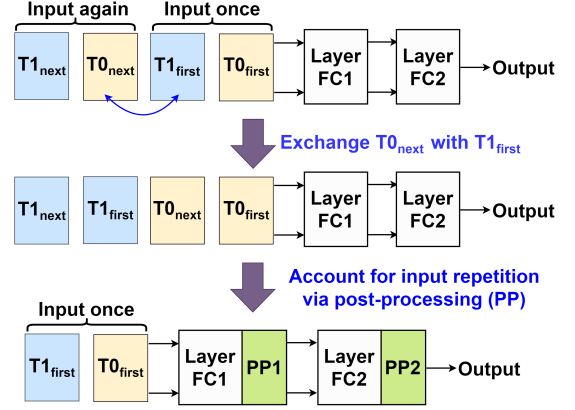 Input again Input once
T1next T0next T1first T0first Layer FC1 Layer FC2 Output
Exchange T0next with T1first
T1next T1first T0next T0first Layer FC1 Layer FC2 Output
Account for input repetition
via post-processing (PP)
Input once
T1first T0first Layer FC1 PP1 Layer FC2 PP2 Output